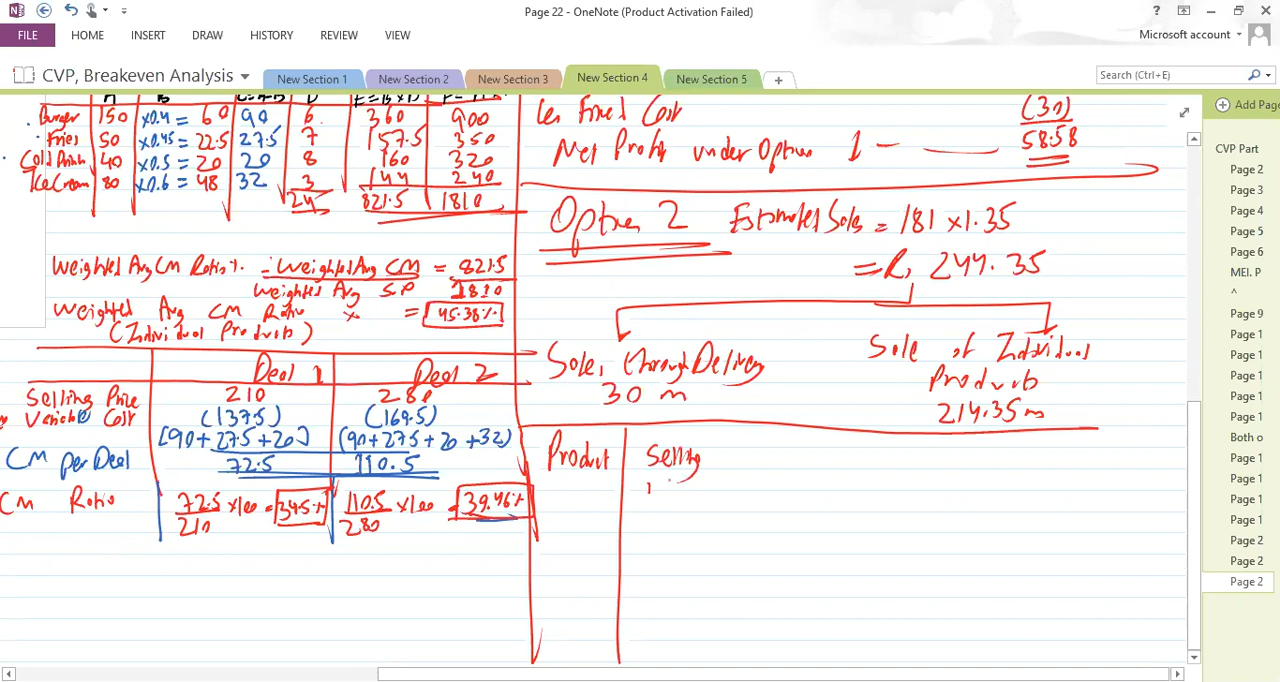 Page 22 - OneNote (Product Activation Failed)
FILE HOME INSERT DRAW HISTORY REVIEW VIEW
Microsoft account
CVP, Breakeven Analysis New Section 1 New Section 2 New Section 3 New Section 4 New Section 5
Search (Ctrl+E)
Add Page
CVP Part
Page 2
Page 3
Page 4
Page 5
Page 6
MEI. P
^
Page 9
Page 1
Page 1
Page 1
Page 1
Page 1
Both o
Page 1
Page 1
Page 1
Page 1
Page 2
Page 2
Page 2
Burger 150 x0.4 = 60 90 6 360 900
Fries 50 x0.45 = 22.5 27.5 7 157.5 350
Cold Drink 40 x0.5 = 20 20 8 160 320
Ice Cream 80 x0.6 = 48 32 3 144 240
24 821.5 1810
Weighted Avg CM Ratio % = Weighted Avg CM = 821.5
Weighted Avg S.P 1810
Weighted Avg CM Ratio = 45.38%
(Individual Products)
Deal 1 Deal 2
Selling Price 210 280
Variable Cost (137.5) (169.5)
[90+27.5+20] (90+27.5+20+32)
CM per Deal 72.5 110.5
CM Ratio 72.5 x100 = 34.5% 110.5 x100 = 39.46%
210 280
Les Fixed Cost (30)
Net Profit under Option 1 - 58.58
Option 2 Estimated Sales = 181 x1.35
= R, 244.35
Sales through Delivery
30 m
Sale of Individual
Products
214.35m
Product Selling